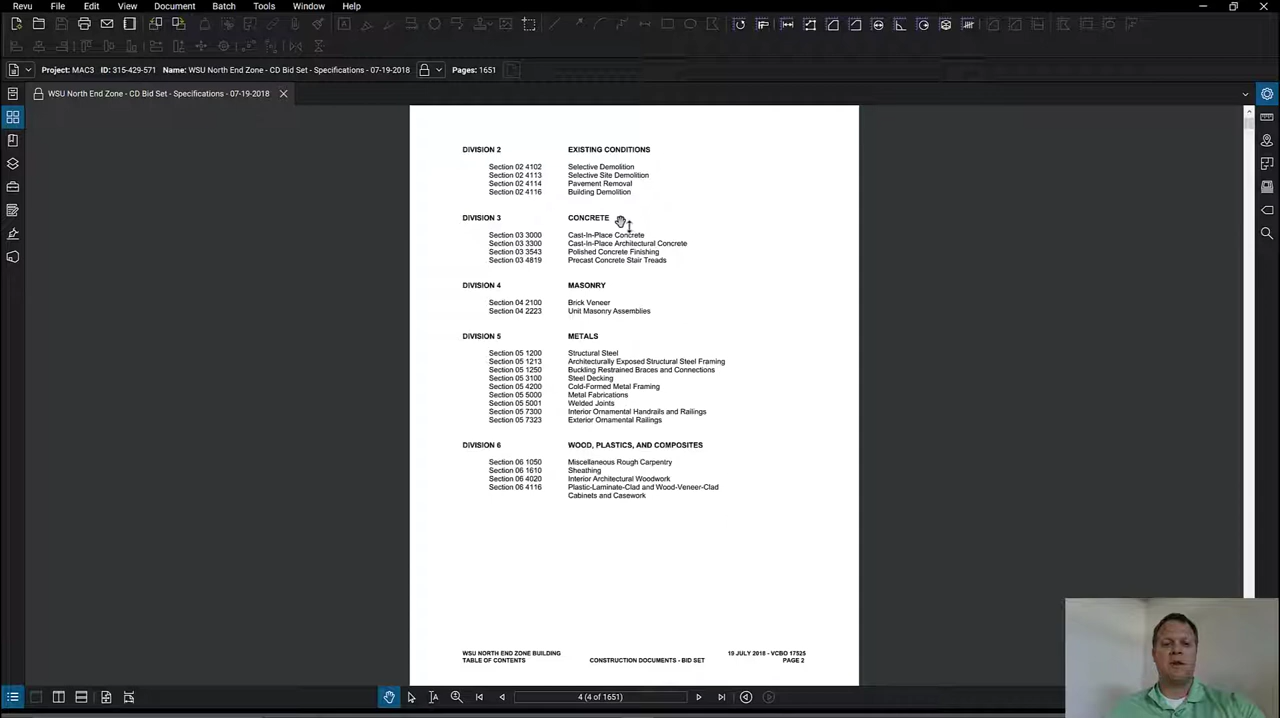 Revu File Edit View Document Batch Tools Window Help
Project: MAC3 ID: 315-429-571 Name: WSU North End Zone - CD Bid Set - Specifications - 07-19-2018 Pages: 1651
WSU North End Zone - CD Bid Set - Specifications - 07-19-2018
DIVISION 2 EXISTING CONDITIONS
Section 02 4102 Selective Demolition
Section 02 4113 Selective Site Demolition
Section 02 4114 Pavement Removal
Section 02 4116 Building Demolition
DIVISION 3 CONCRETE
Section 03 3000 Cast-In-Place Concrete
Section 03 3300 Cast-In-Place Architectural Concrete
Section 03 3543 Polished Concrete Finishing
Section 03 4819 Precast Concrete Stair Treads
DIVISION 4 MASONRY
Section 04 2100 Brick Veneer
Section 04 2223 Unit Masonry Assemblies
DIVISION 5 METALS
Section 05 1200 Structural Steel
Section 05 1213 Architecturally Exposed Structural Steel Framing
Section 05 1250 Buckling Restrained Braces and Connections
Section 05 3100 Steel Decking
Section 05 4200 Cold-Formed Metal Framing
Section 05 5000 Metal Fabrications
Section 05 5001 Welded Joints
Section 05 7300 Interior Ornamental Handrails and Railings
Section 05 7323 Exterior Ornamental Railings
DIVISION 6 WOOD, PLASTICS, AND COMPOSITES
Section 06 1050 Miscellaneous Rough Carpentry
Section 06 1610 Sheathing
Section 06 4020 Interior Architectural Woodwork
Section 06 4116 Plastic-Laminate-Clad and Wood-Veneer-Clad
Cabinets and Casework
WSU NORTH END ZONE BUILDING 19 JULY 2018 - VCBO 17525
TABLE OF CONTENTS CONSTRUCTION DOCUMENTS - BID SET PAGE 2
4 (4 of 1651)